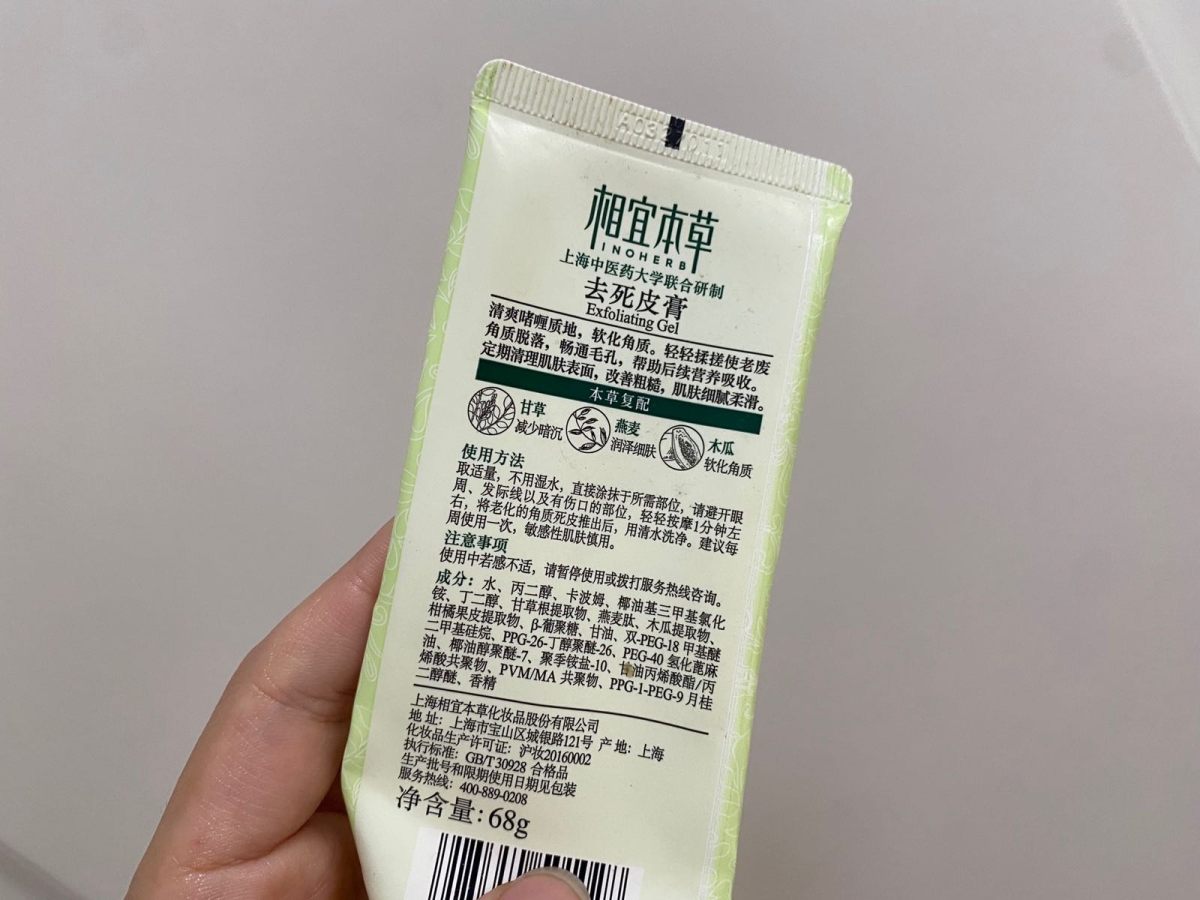 相宜本草
INOHERB
上海中医药大学联合研制
去死皮膏
Exfoliating Gel
清爽啫喱质地，软化角质。轻轻揉搓使老废
角质脱落，畅通毛孔，帮助后续营养吸收。
定期清理肌肤表面，改善粗糙，肌肤细腻柔滑。
本草复配
甘草
减少暗沉
燕麦
润泽细肤
木瓜
软化角质
使用方法
取适量，不用湿水，直接涂抹于所需部位，请避开眼
周、发际线以及有伤口的部位，轻轻按摩1分钟左
右，将老化的角质死皮推出后，用清水洗净。建议每
周使用一次，敏感性肌肤慎用。
注意事项
使用中若感不适，请暂停使用或拨打服务热线咨询。
成分：水、丙二醇、卡波姆、椰油基三甲基氯化
铵、丁二醇、甘草根提取物、燕麦肽、木瓜提取物、
柑橘果皮提取物、β-葡聚糖、甘油、双-PEG-18 甲基醚
二甲基硅烷、PPG-26-丁醇聚醚-26、PEG-40 氢化蓖麻
油、椰油醇聚醚-7、聚季铵盐-10、甘油丙烯酸酯/丙
烯酸共聚物、PVM/MA 共聚物、PPG-1-PEG-9 月桂
二醇醚、香精
上海相宜本草化妆品股份有限公司
地 址：上海市宝山区城银路121号 产 地：上海
化妆品生产许可证：沪妆20160002
执行标准：GB/T 30928 合格品
生产批号和限期使用日期见包装
服务热线：400-889-0208
净含量：68g